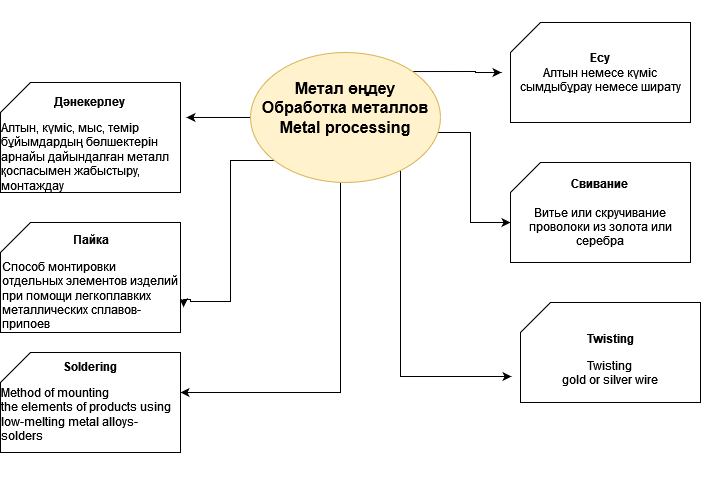 Метал өңдеу
Обработка металлов
Metal processing
Дәнекерлеу
Алтын, күміс, мыс, темір
бұйымдардың бөлшектерін
арнайы дайындалған металл
қоспасымен жабыстыру,
монтаждау
Пайка
Способ монтировки
отдельных элементов изделий
при помощи легкоплавких
металлических сплавов-
припоев
Soldering
Method of mounting
the elements of products using
low-melting metal alloys-
solders
Есу
Алтын немесе күміс
сымдыбұрау немесе ширату
Свивание
Витье или скручивание
проволоки из золота или
серебра
Twisting
Twisting
gold or silver wire